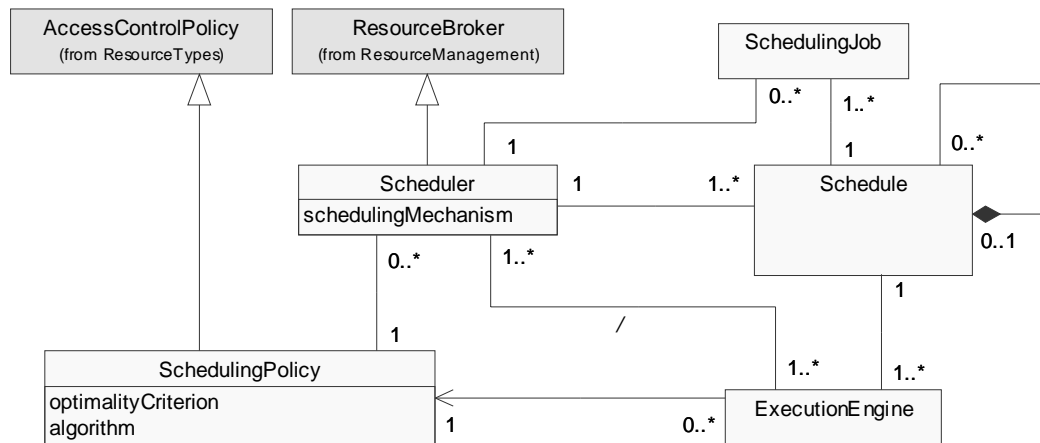 AccessControlPolicy
(from ResourceTypes)
ResourceBroker
(from ResourceManagement)
SchedulingJob
0..*
1..*
0..*
1
1
Scheduler
schedulingMechanism
1
1..*
Schedule
0..1
0..*
1..*
1
/
1
1..*
1..*
SchedulingPolicy
optimalityCriterion
algorithm
1
0..*
ExecutionEngine